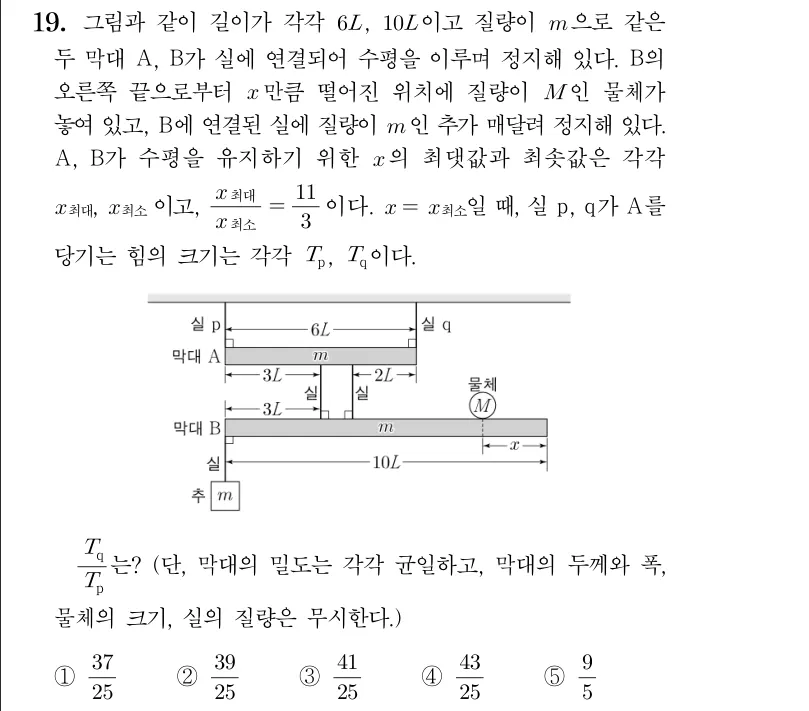 19. 그림과 같이 길이가 각각 6L, 10L이고 질량이 m으로 같은
두 막대 A, B가 실에 연결되어 수평을 이루며 정지해 있다. B의
오른쪽 끝으로부터 x만큼 떨어진 위치에 질량이 M인 물체가
놓여 있고, B에 연결된 실에 질량이 m인 추가 매달려 정지해 있다.
A, B가 수평을 유지하기 위한 x의 최댓값과 최솟값은 각각
x최대, x최소이고, x최대/x최소 = 11/3이다. x = x최소일 때, 실 p, q가 A를
당기는 힘의 크기는 각각 Tp, Tq이다.
실 p
6L
실 q
막대 A
m
3L
2L
실
실
물체
3L
M
막대 B
m
x
실
10L
추 m
Tq/Tp는? (단, 막대의 밀도는 각각 균일하고, 막대의 두께와 폭,
물체의 크기, 실의 질량은 무시한다.)
① 37/25 ② 39/25 ③ 41/25 ④ 43/25 ⑤ 9/5